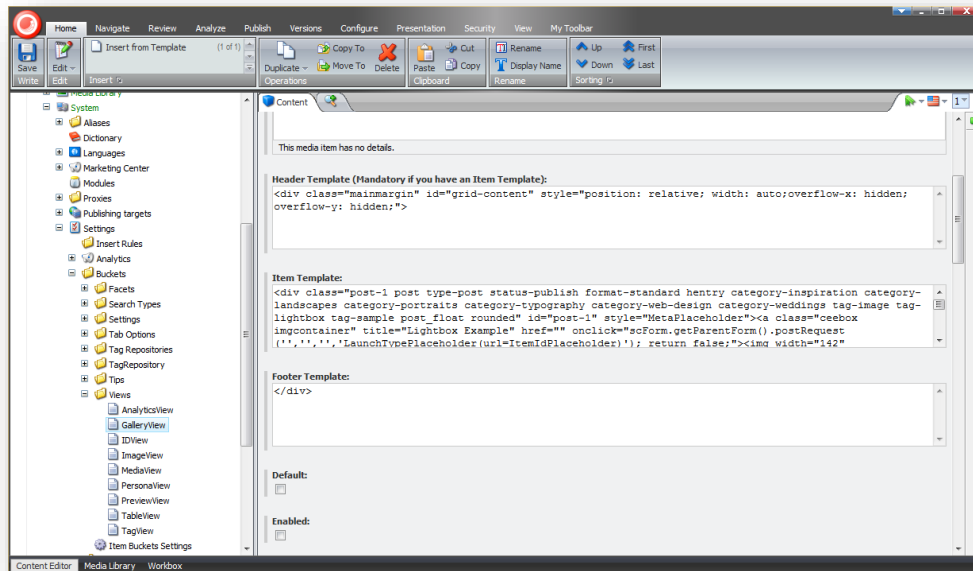 Home Navigate Review Analyze Publish Versions Configure Presentation Security View My Toolbar
Save
Write
Edit
Edit
Insert from Template (1 of 1)
Insert
Duplicate
Copy To
Move To
Delete
Operations
Paste
Cut
Copy
Clipboard
Rename
Display Name
Rename
Up
Down
First
Last
Sorting
Media Library
System
Aliases
Dictionary
Languages
Marketing Center
Modules
Proxies
Publishing targets
Settings
Insert Rules
Analytics
Buckets
Facets
Search Types
Settings
Tab Options
Tag Repositories
TagRepository
Tips
Views
AnalyticsView
GalleryView
IDView
ImageView
MediaView
PersonaView
PreviewView
TableView
TagView
Item Buckets Settings
Content
1
This media item has no details.
Header Template (Mandatory if you have an Item Template):
<div class="mainmargin" id="grid-content" style="position: relative; width: auto;overflow-x: hidden;
overflow-y: hidden;">
Item Template:
<div class="post-1 post type-post status-publish format-standard hentry category-inspiration category-
landscapes category-portraits category-typography category-web-design category-weddings tag-image tag-
lightbox tag-sample post_float rounded" id="post-1" style="MetaPlaceholder"><a class="ceebox
imgcontainer" title="Lightbox Example" href="" onclick="scForm.getParentForm().postRequest
('','','','LaunchTypePlaceholder(url=ItemIdPlaceholder)'); return false;"><img width="142"
Footer Template:
</div>
Default:
Enabled:
Content Editor Media Library Workbox